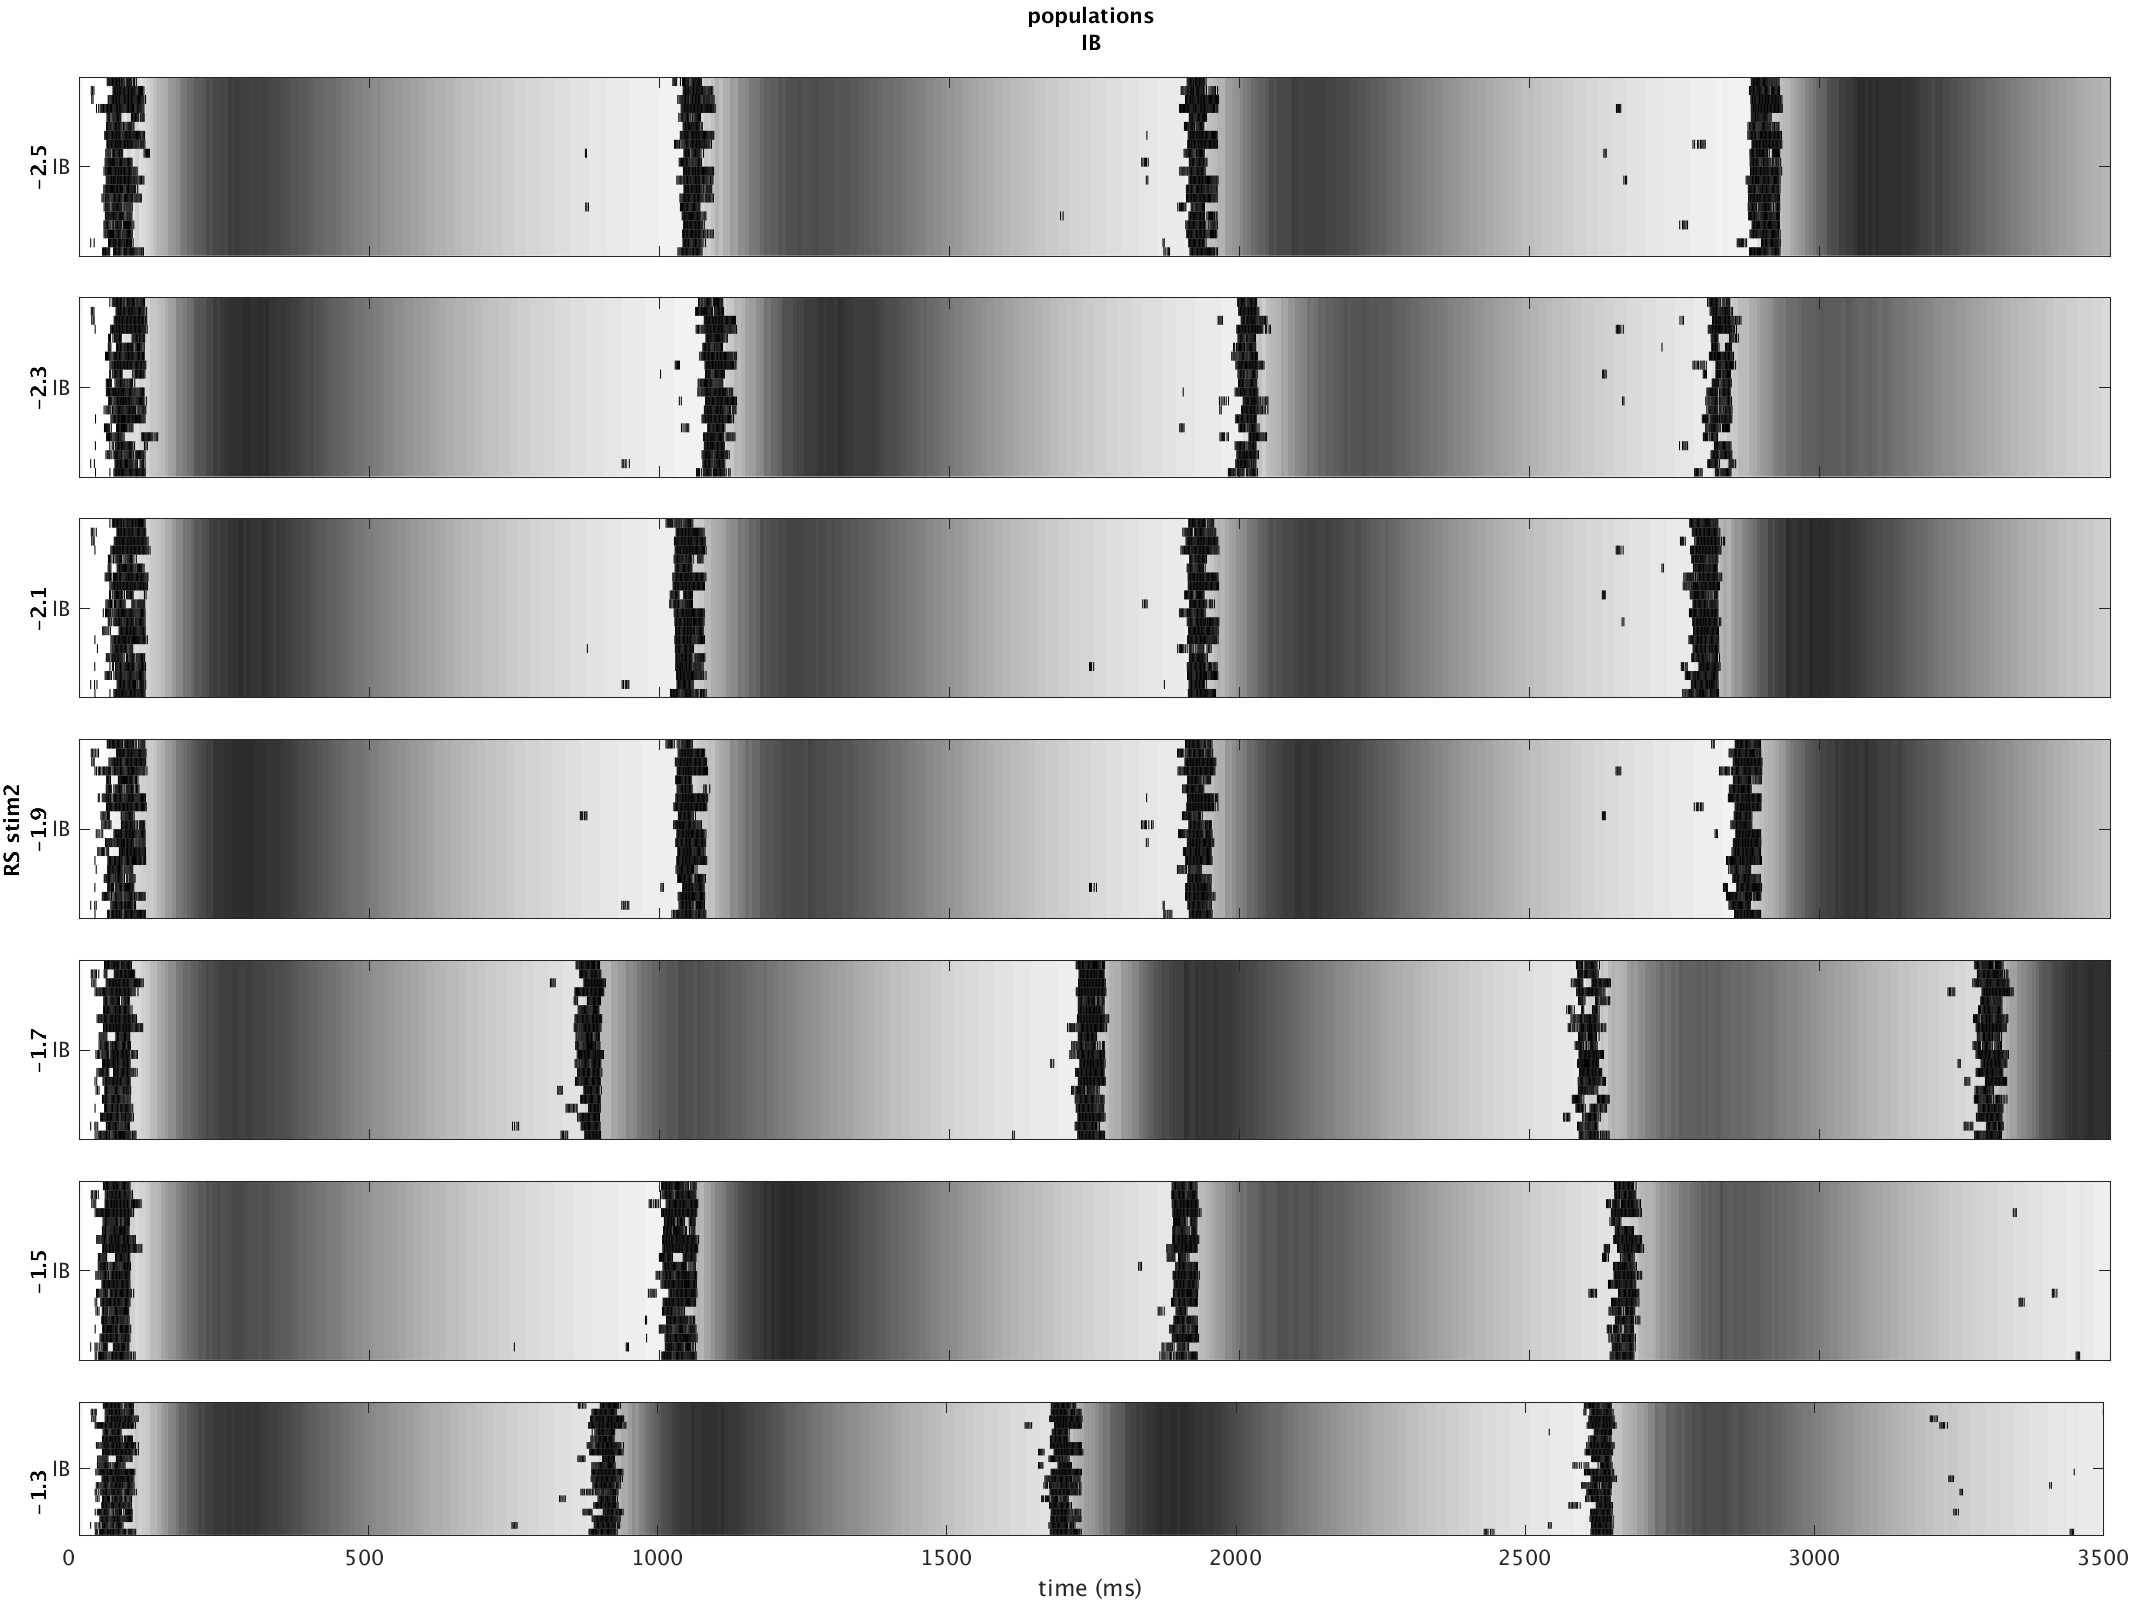 populations
IB
-2.5 IB
-2.3 IB
-2.1 IB
RS stim2
-1.9 IB
-1.7 IB
-1.5 IB
-1.3 IB
0 500 1000 1500 2000 2500 3000 3500
time (ms)